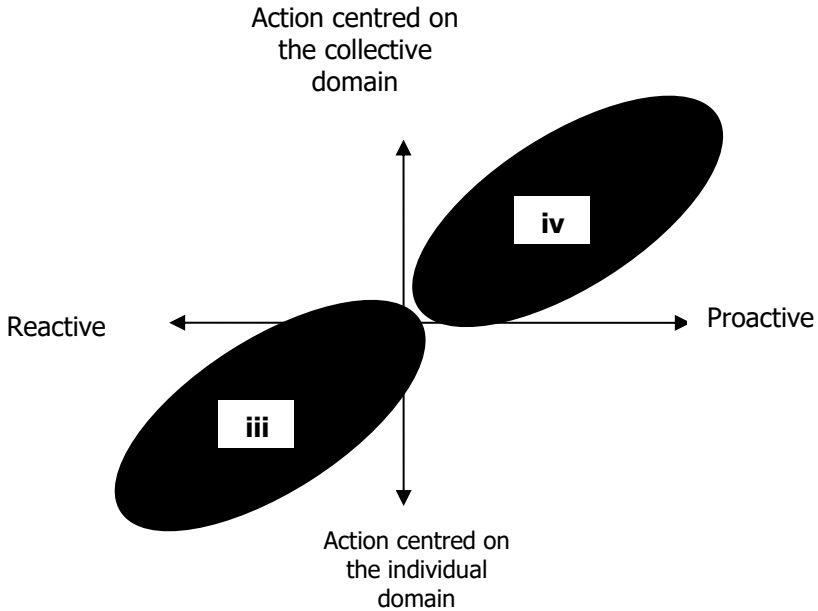 Action centred on
the collective
domain
iv
Reactive
Proactive
iii
Action centred on
the individual
domain